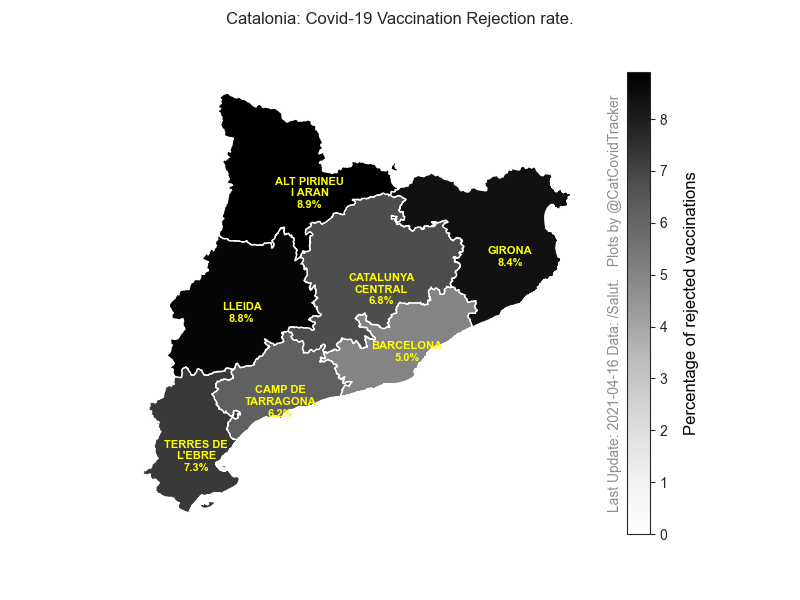 Catalonia: Covid-19 Vaccination Rejection rate.
ALT PIRINEU
I ARAN
8.9%
GIRONA
8.4%
CATALUNYA
CENTRAL
6.8%
LLEIDA
8.8%
BARCELONA
5.0%
CAMP DE
TARRAGONA
6.2%
TERRES DE
L'EBRE
7.3%
Last Update: 2021-04-16 Data: /Salut. Plots by @CatCovidTracker
8
7
6
5
4
3
2
1
0
Percentage of rejected vaccinations